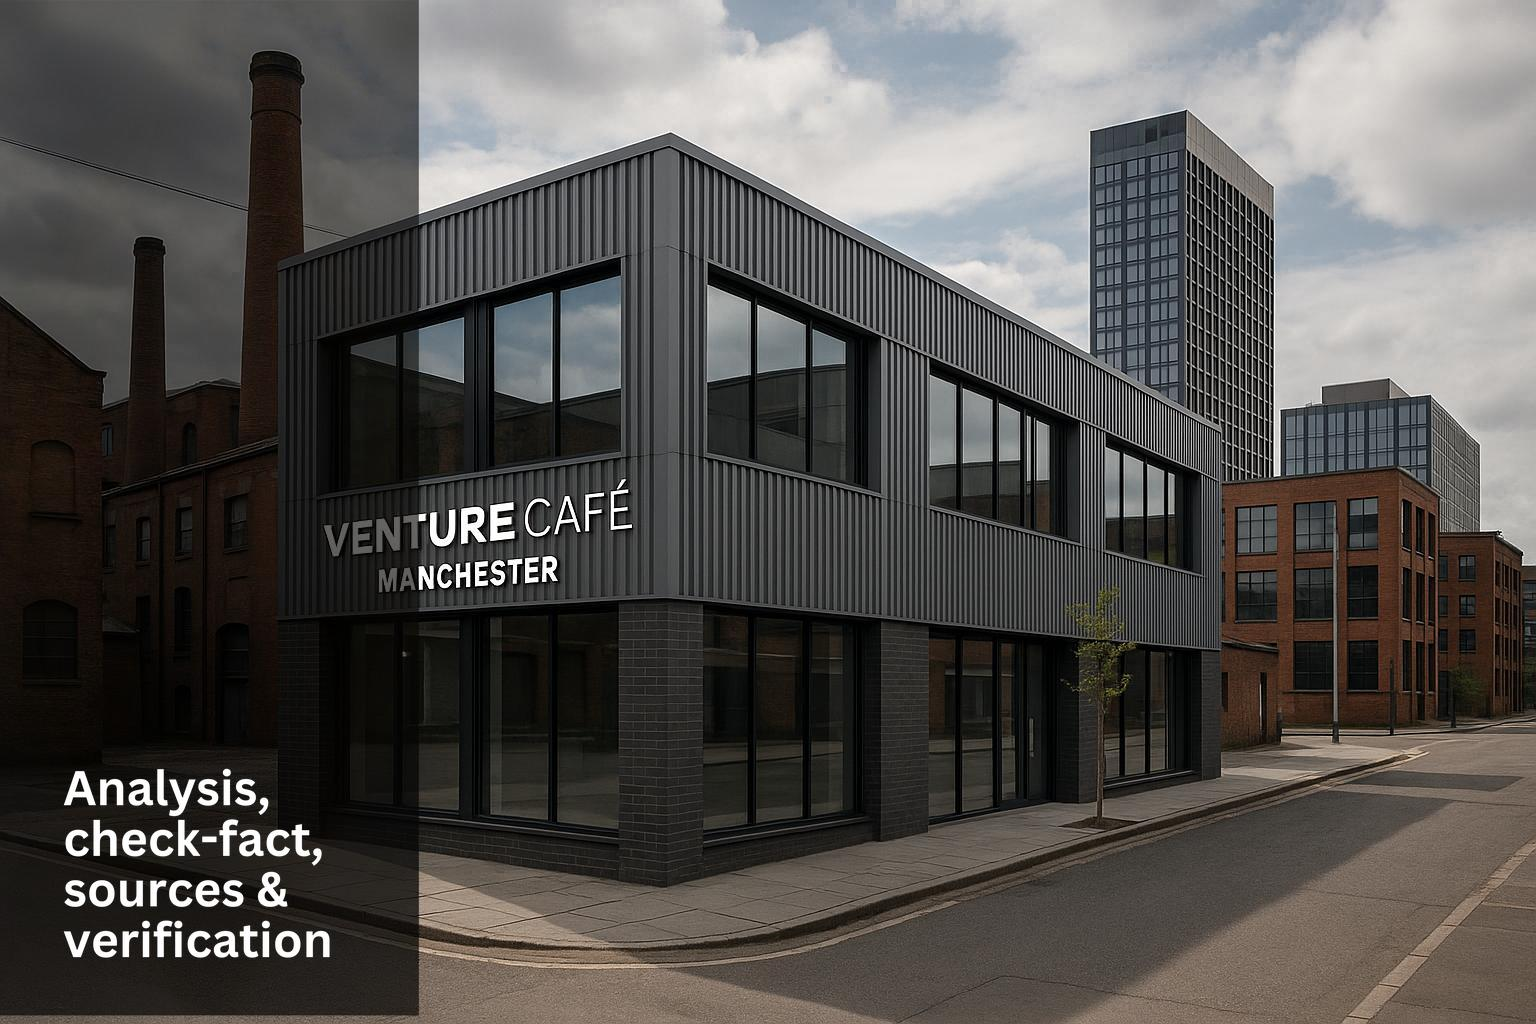 VENTURE CAFÉ
MANCHESTER
Analysis,
check-fact,
sources &
verification